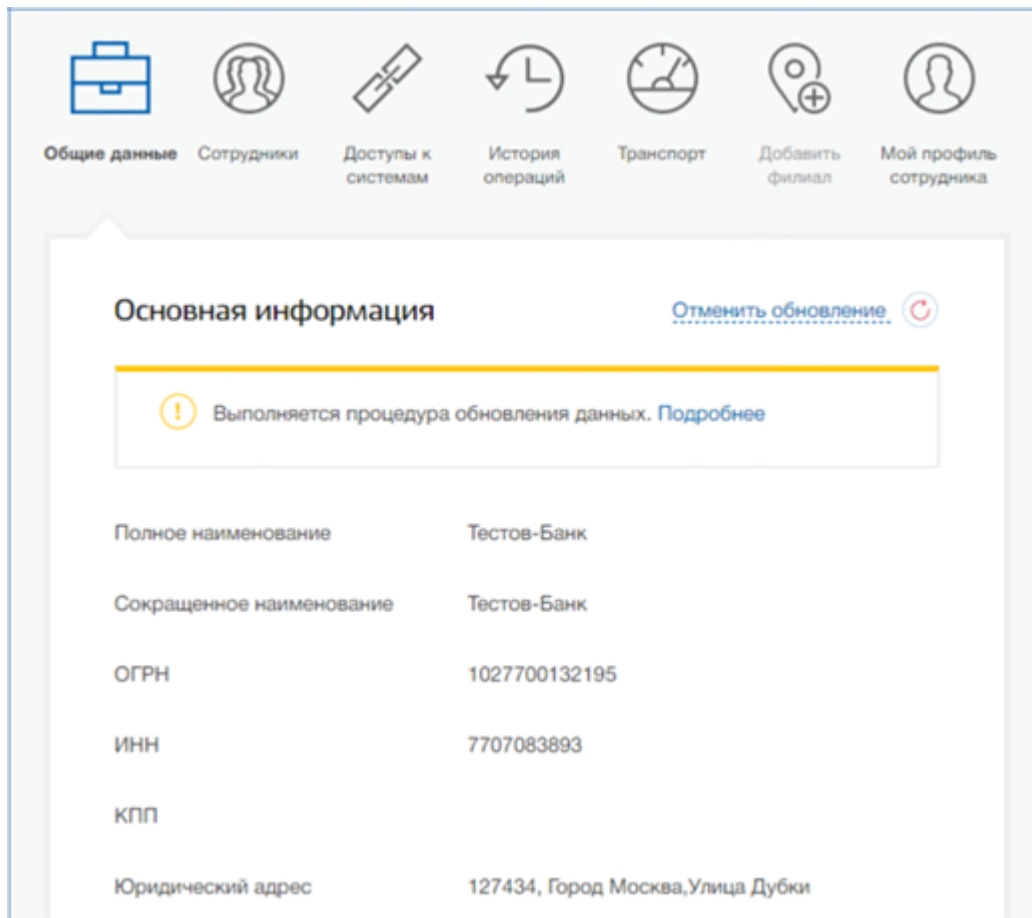 Общие данные
Сотрудники
Доступы к
системам
История
операций
Транспорт
Добавить
филиал
Мой профиль
сотрудника
Основная информация
Отменить обновление
Выполняется процедура обновления данных. Подробнее
Полное наименование Тестов-Банк
Сокращенное наименование Тестов-Банк
ОГРН 1027700132195
ИНН 7707083893
КПП
Юридический адрес 127434, Город Москва,Улица Дубки